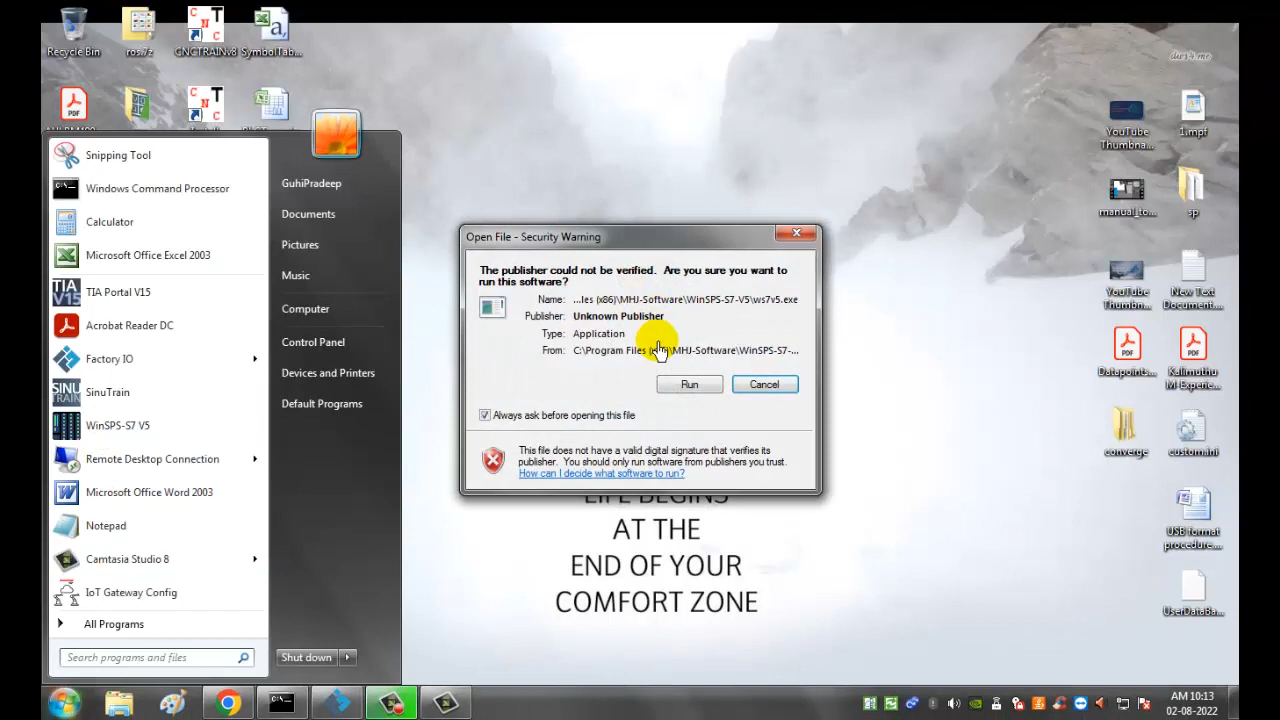 Recycle Bin
ros.7z
CNCTRAINv8
SymbolTab...
dwi4.me
YouTube
Thumbna...
1.mpf
manual_to...
sp
YouTube
Thumbn...
New Text
Document....
Datapoints...
Kalimuthu
M-Experie...
converge
custom.ini
USB format
procedure....
UserDataBa...
Snipping Tool
Windows Command Processor
Calculator
Microsoft Office Excel 2003
TIA Portal V15
Acrobat Reader DC
Factory IO
SinuTrain
WinSPS-S7 V5
Remote Desktop Connection
Microsoft Office Word 2003
Notepad
Camtasia Studio 8
IoT Gateway Config
All Programs
Search programs and files
GuhiPradeep
Documents
Pictures
Music
Computer
Control Panel
Devices and Printers
Default Programs
Shut down
Open File - Security Warning
The publisher could not be verified. Are you sure you want to
run this software?
Name: ...les (x86)\MHJ-Software\WinSPS-S7-V5\ws7v5.exe
Publisher: Unknown Publisher
Type: Application
From: C:\Program Files \MHJ-Software\WinSPS-S7-...
Run
Cancel
Always ask before opening this file
This file does not have a valid digital signature that verifies its
publisher. You should only run software from publishers you trust.
How can I decide what software to run?
LIFE BEGINS
AT THE
END OF YOUR
COMFORT ZONE
AM 10:13
02-08-2022